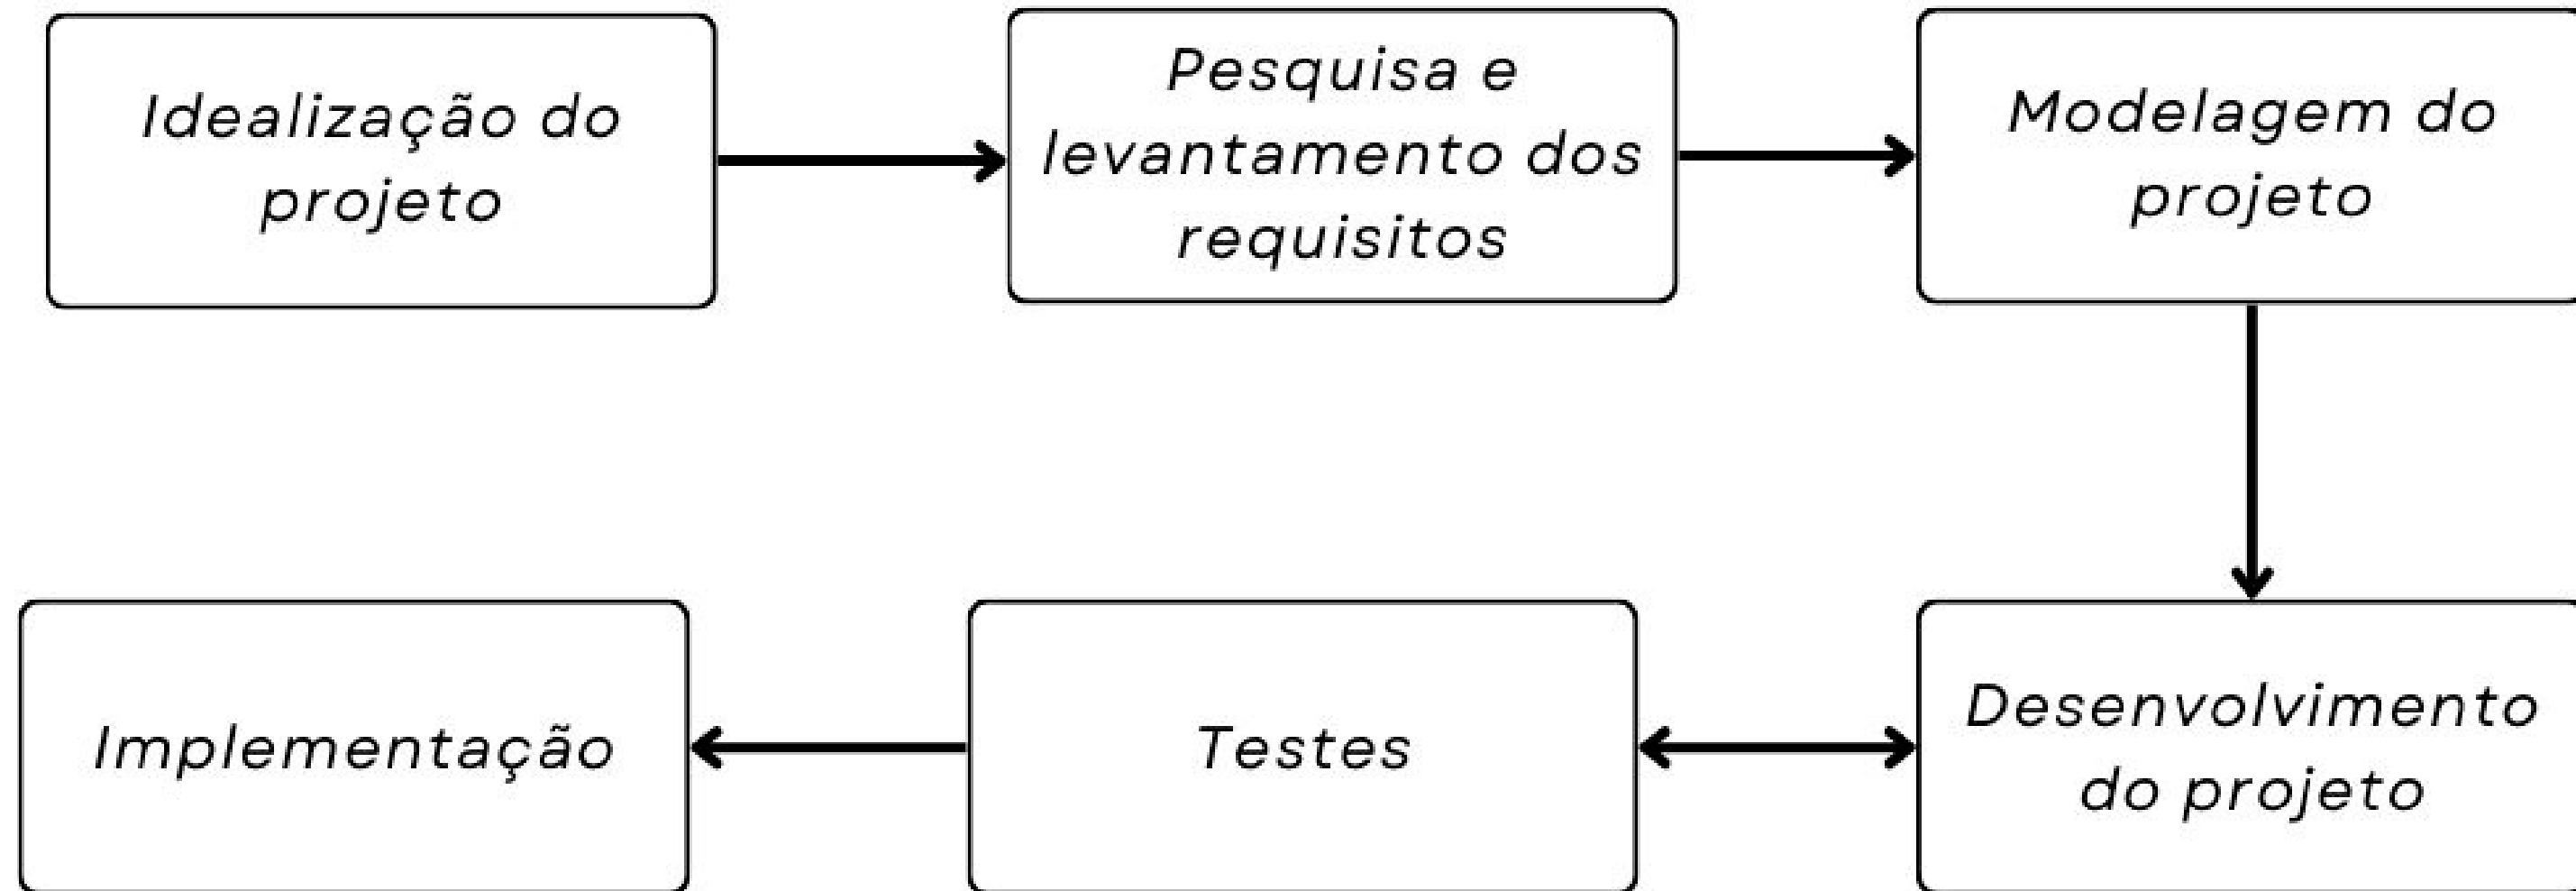 Idealização do
projeto
Pesquisa e
levantamento dos
requisitos
Modelagem do
projeto
Desenvolvimento
do projeto
Testes
Implementação